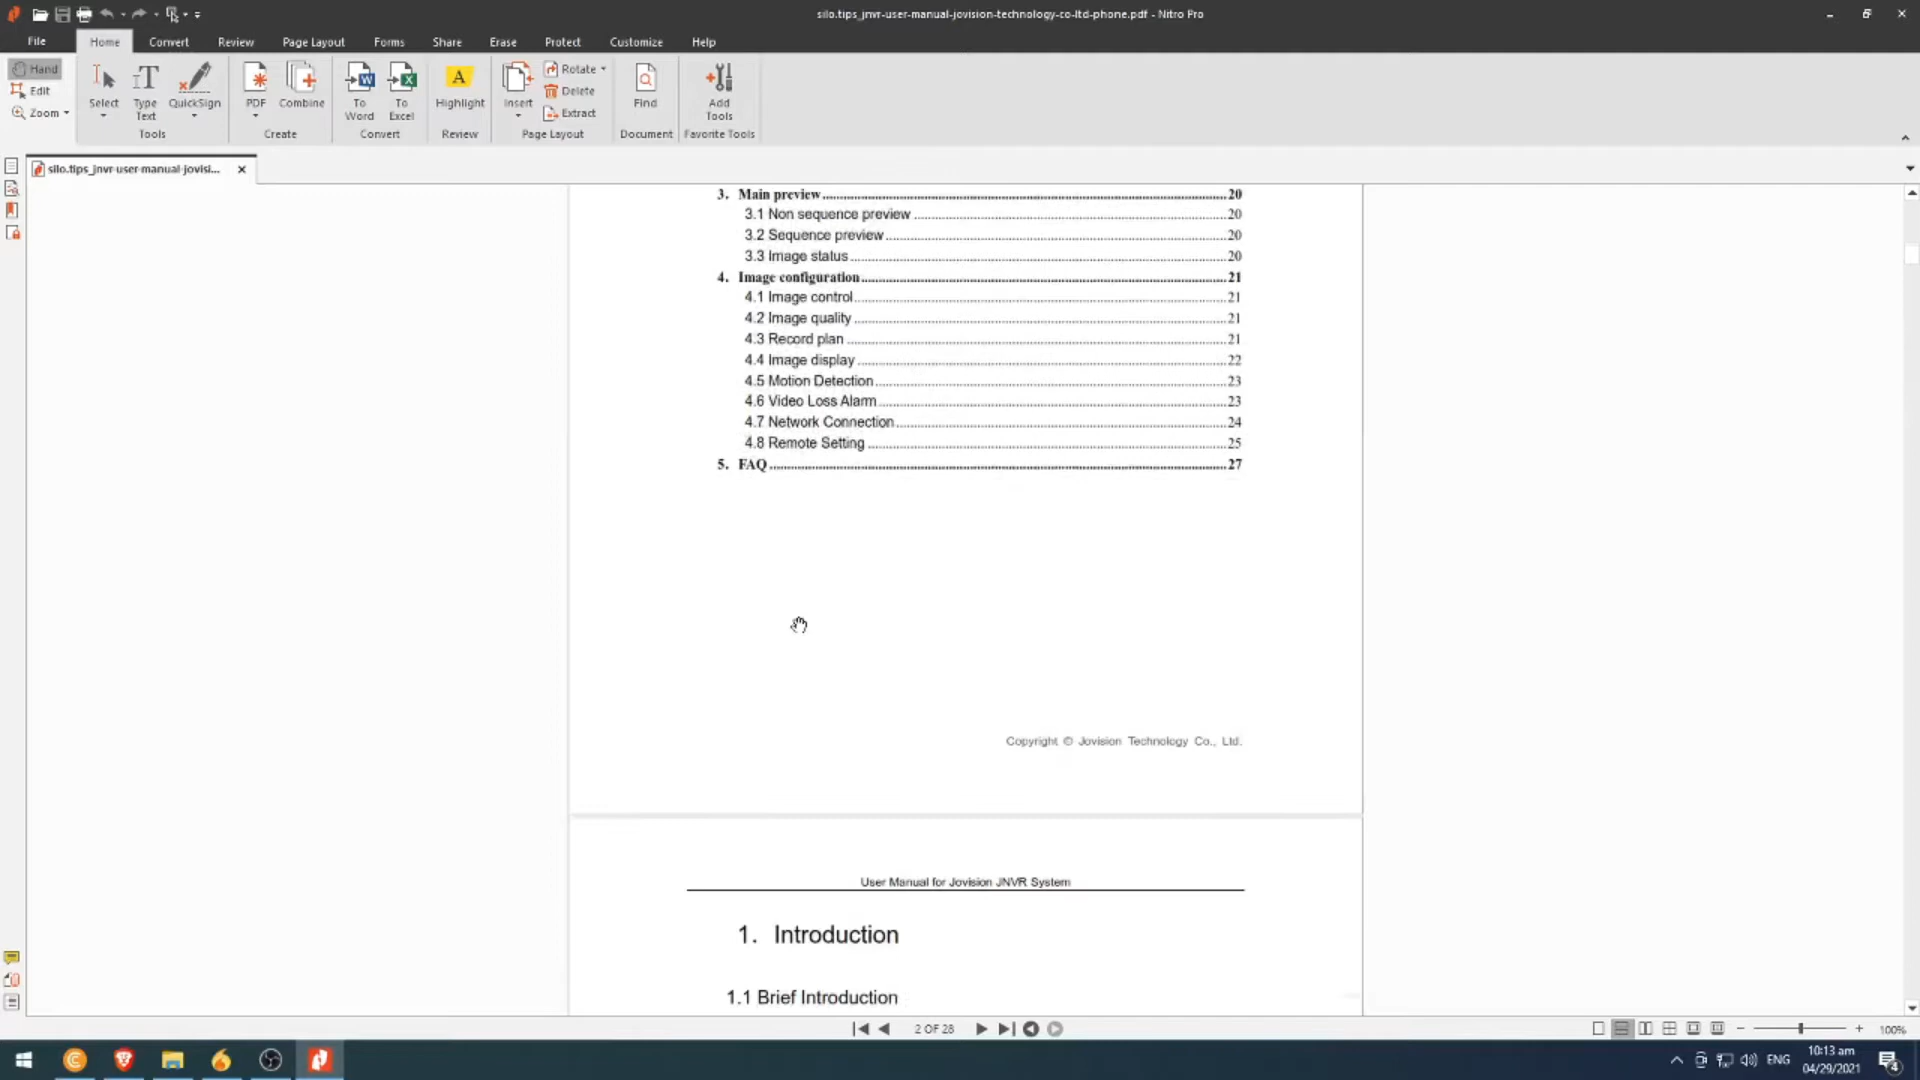 silo.tips_jnvr-user-manual-jovision-technology-co-ltd-phone.pdf - Nitro Pro
File Home Convert Review Page Layout Forms Share Erase Protect Customize Help
Hand
Edit
Zoom
Select
Type Text
QuickSign
Tools
PDF
Combine
Create
To Word
To Excel
Convert
Highlight
Review
Insert
Rotate
Delete
Extract
Page Layout
Find
Document
Add Tools
Favorite Tools
silo.tips_jnvr-user-manual-jovisi...
3. Main preview 20
3.1 Non sequence preview 20
3.2 Sequence preview 20
3.3 Image status 20
4. Image configuration 21
4.1 Image control 21
4.2 Image quality 21
4.3 Record plan 21
4.4 Image display 22
4.5 Motion Detection 23
4.6 Video Loss Alarm 23
4.7 Network Connection 24
4.8 Remote Setting 25
5. FAQ 27
Copyright © Jovision Technology Co., Ltd.
User Manual for Jovision JNVR System
1. Introduction
1.1 Brief Introduction
2 OF 28
100%
ENG
10:13 am
04/29/2021
4